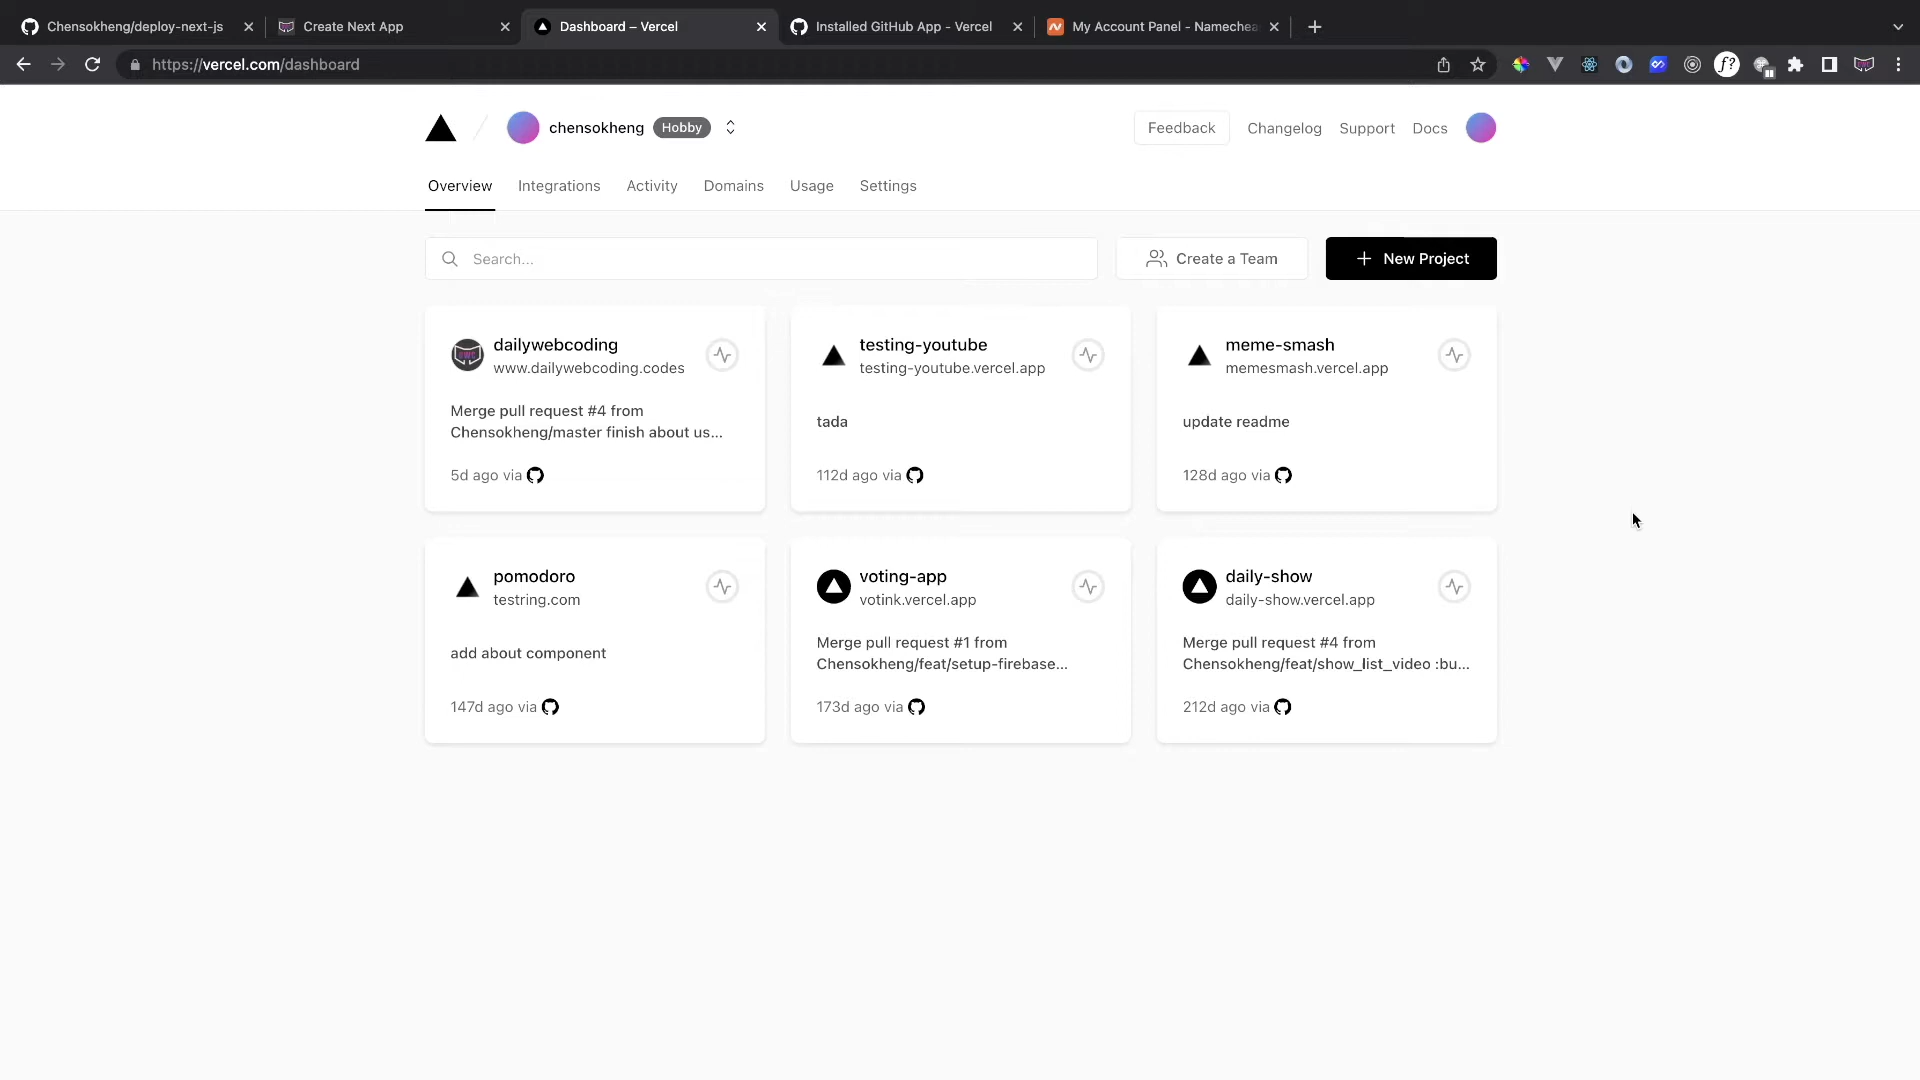 Chensokheng/deploy-next-js
Create Next App
Dashboard – Vercel
Installed GitHub App - Vercel
My Account Panel - Namechea
https://vercel.com/dashboard
chensokheng Hobby
Feedback Changelog Support Docs
Overview Integrations Activity Domains Usage Settings
Search...
Create a Team
New Project
dailywebcoding
www.dailywebcoding.codes
Merge pull request #4 from
Chensokheng/master finish about us...
5d ago via
testing-youtube
testing-youtube.vercel.app
tada
112d ago via
meme-smash
memesmash.vercel.app
update readme
128d ago via
pomodoro
testring.com
add about component
147d ago via
voting-app
votink.vercel.app
Merge pull request #1 from
Chensokheng/feat/setup-firebase...
173d ago via
daily-show
daily-show.vercel.app
Merge pull request #4 from
Chensokheng/feat/show_list_video :bu...
212d ago via